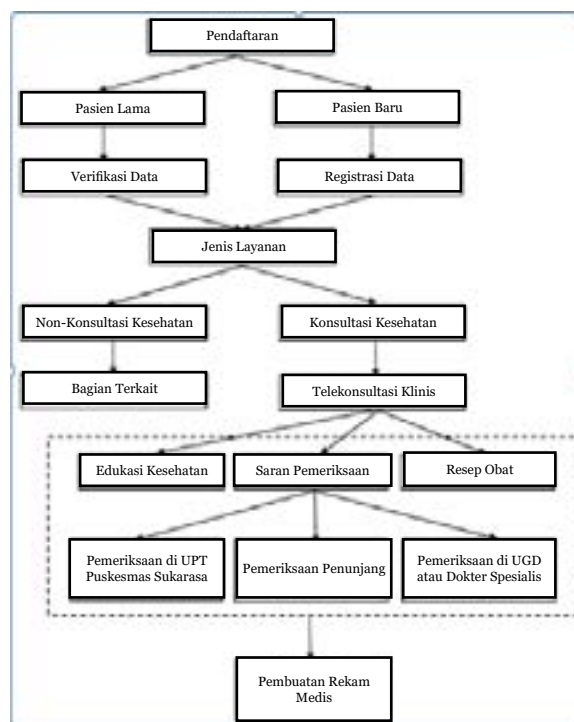 Pendaftaran
Pasien Lama
Pasien Baru
Verifikasi Data
Registrasi Data
Jenis Layanan
Non-Konsultasi Kesehatan
Konsultasi Kesehatan
Bagian Terkait
Telekonsultasi Klinis
Edukasi Kesehatan
Saran Pemeriksaan
Resep Obat
Pemeriksaan di UPT
Puskesmas Sukarasa
Pemeriksaan Penunjang
Pemeriksaan di UGD
atau Dokter Spesialis
Pembuatan Rekam
Medis